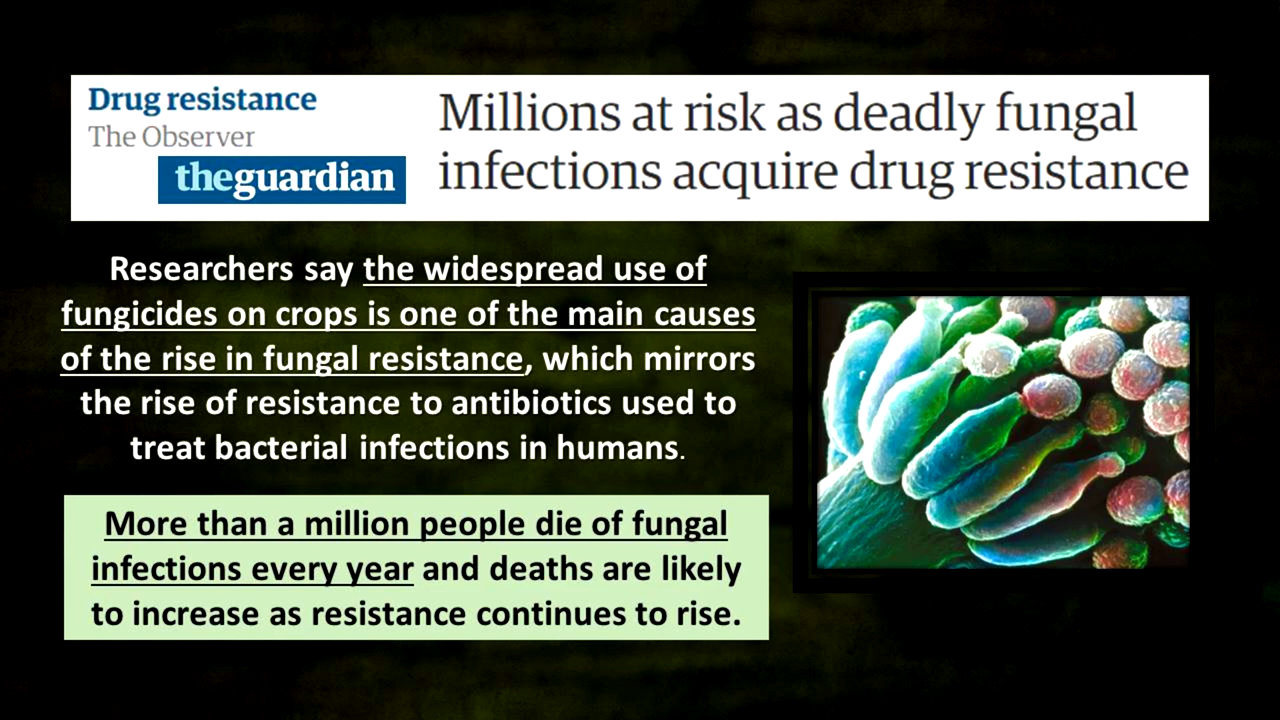 Drug resistance
The Observer
theguardian
Millions at risk as deadly fungal
infections acquire drug resistance
Researchers say the widespread use of
fungicides on crops is one of the main causes
of the rise in fungal resistance, which mirrors
the rise of resistance to antibiotics used to
treat bacterial infections in humans.
More than a million people die of fungal
infections every year and deaths are likely
to increase as resistance continues to rise.